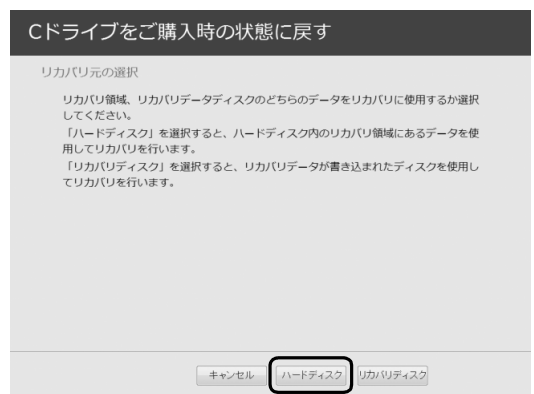 Cドライブをご購入時の状態に戻す
リカバリ元の選択
リカバリ領域、リカバリデータディスクのどちらのデータをリカバリに使用するか選択
してください。
「ハードディスク」を選択すると、ハードディスク内のリカバリ領域にあるデータを使
用してリカバリを行います。
「リカバリディスク」を選択すると、リカバリデータが書き込まれたディスクを使用し
てリカバリを行います。
キャンセル ハードディスク リカバリディスク